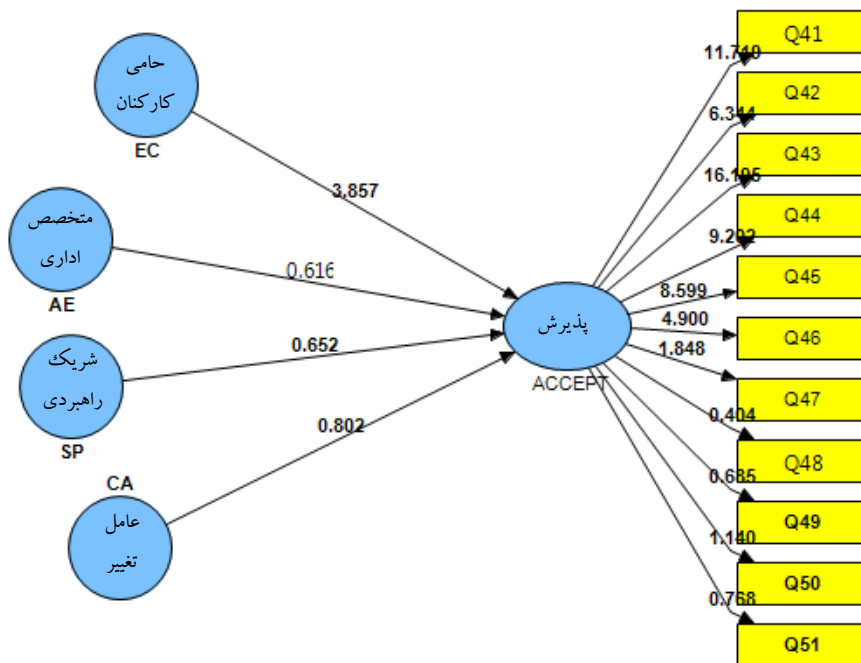 حامی
کارکنان
EC
3.857
متخصص
اداری
AE
0.616
شریک
راهبردی
SP
0.652
CA
عامل
تغییر
0.802
پذیرش
ACCEPT
11.719
Q41
6.344
Q42
16.195
Q43
9.292
Q44
8.599
Q45
4.900
Q46
1.848
Q47
0.404
Q48
0.685
Q49
1.140
Q50
0.768
Q51